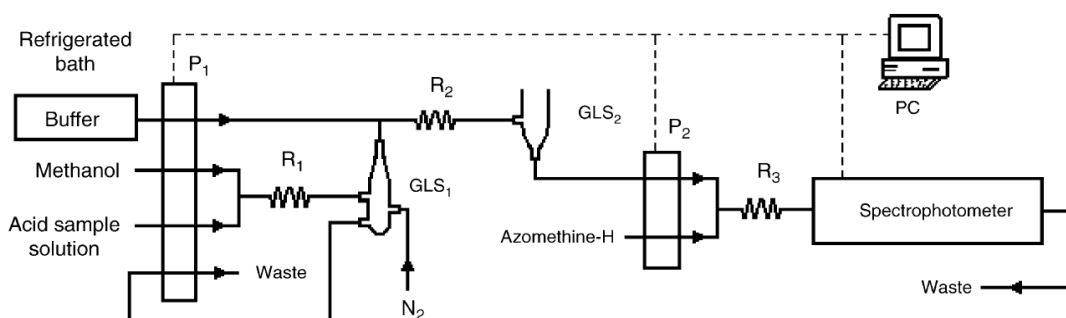 Refrigerated
bath
P1
R2
GLS2
PC
Buffer
P2
Methanol
R1
GLS1
R3
Acid sample
solution
Azomethine-H
Spectrophotometer
Waste
N2
Waste